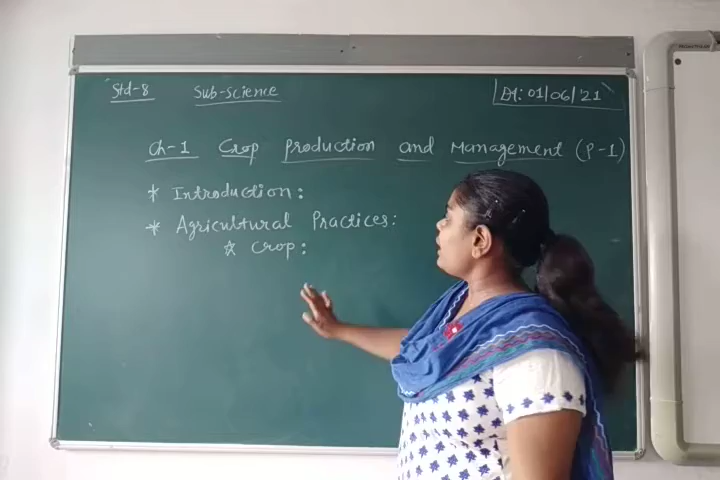 Std-8 Sub-science Dt: 01/06/'21
Ch-1 Crop production and Management (P-1)
* Introduction:
* Agricultural Practices:
☆ Crop: